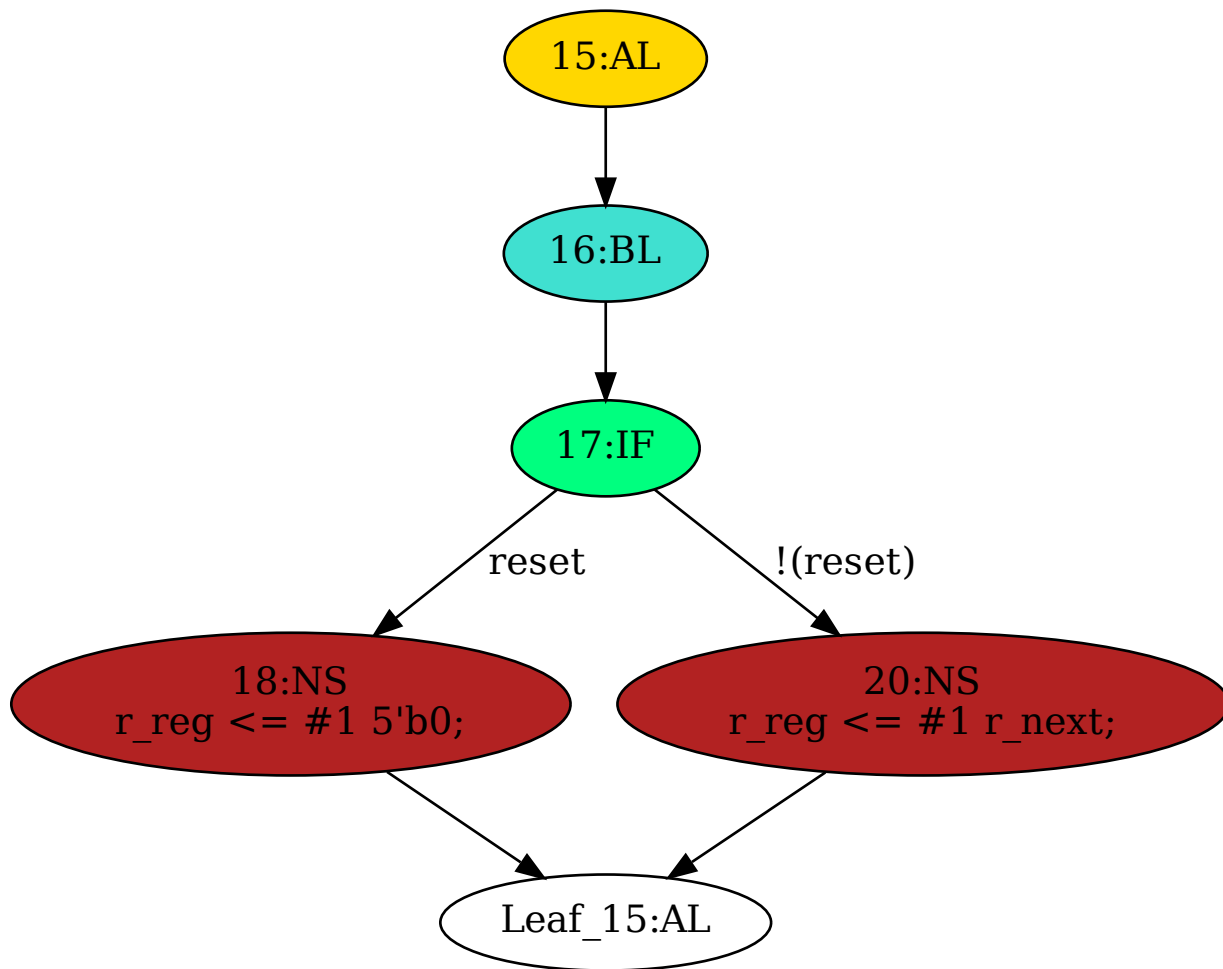 15:AL
16:BL
17:IF
reset
!(reset)
18:NS
r_reg <= #1 5'b0;
20:NS
r_reg <= #1 r_next;
Leaf_15:AL